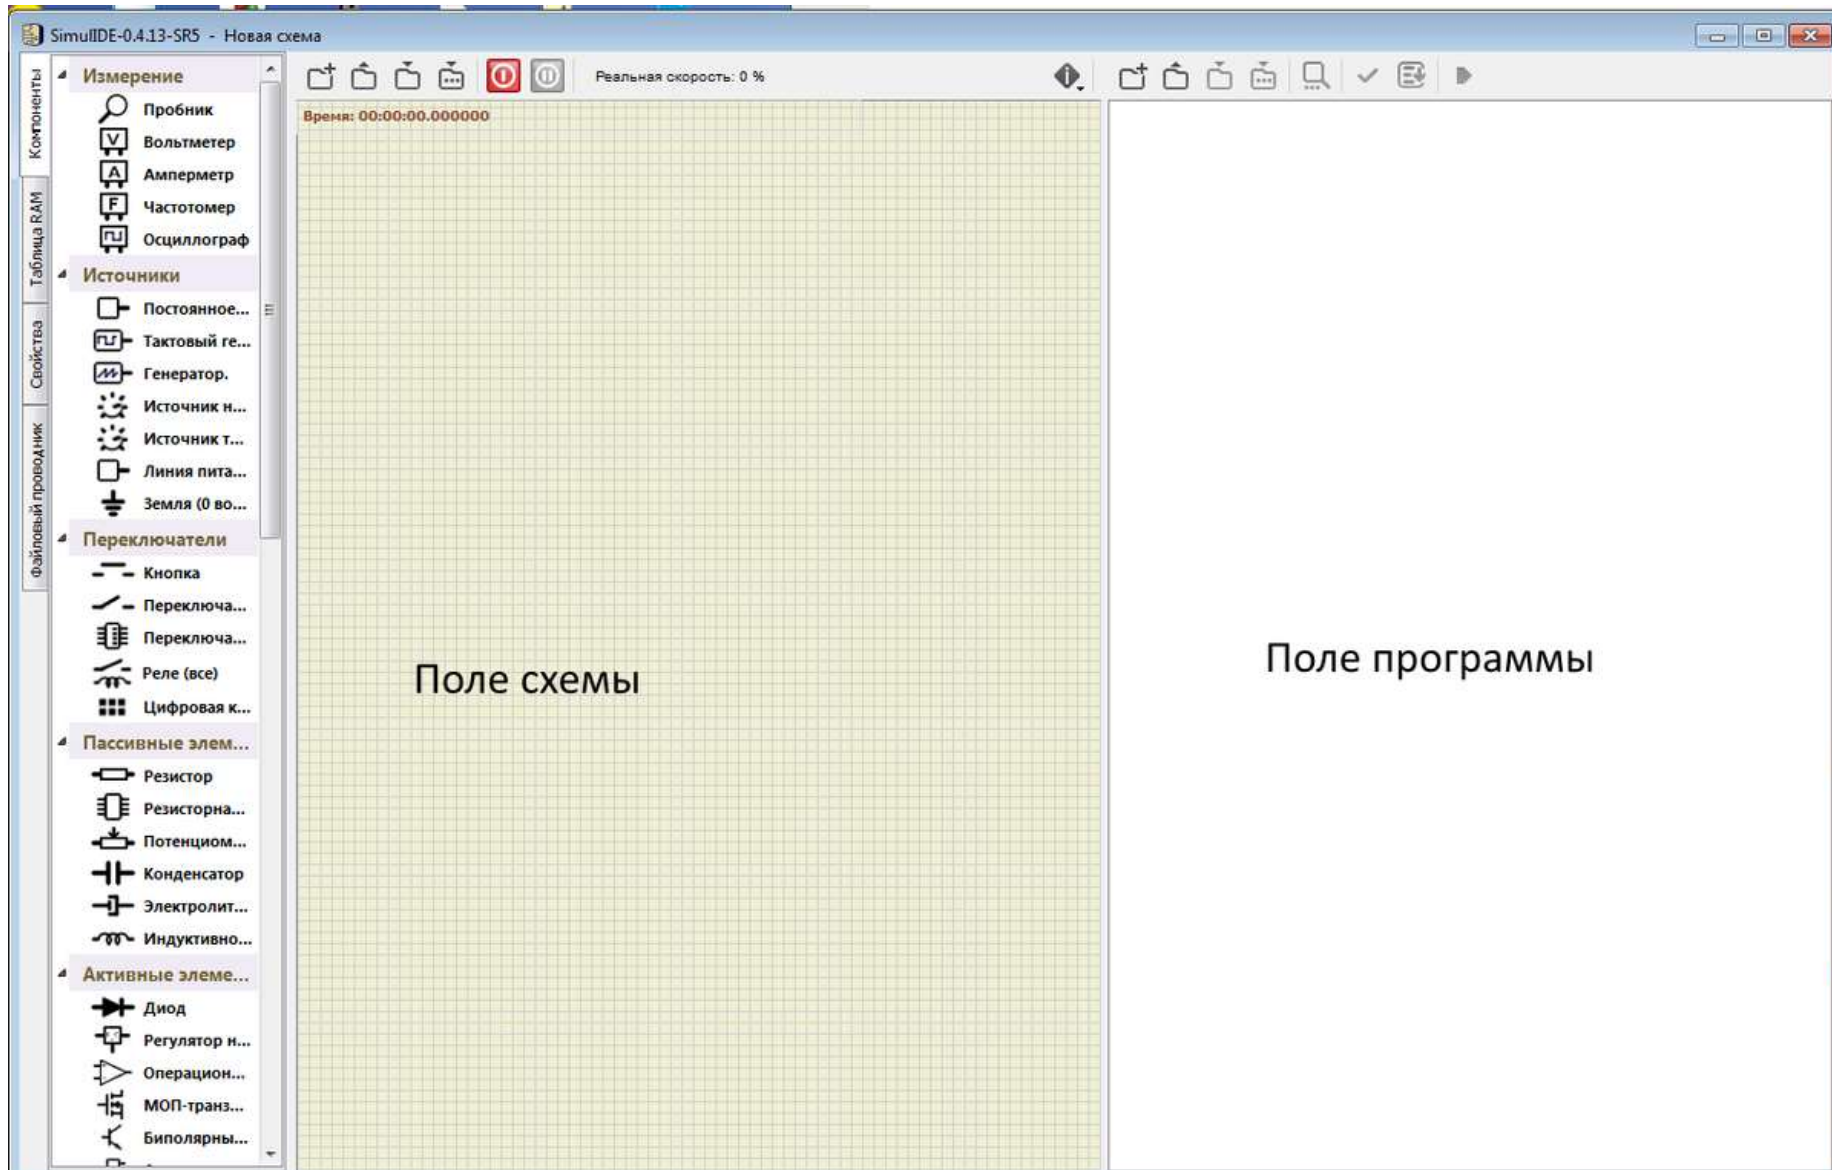 SimulIDE-0.4.13-SR5 - Новая схема
Компоненты
Таблица RAM
Свойства
Файловый проводник
Измерение
Пробник
V
Вольтметер
A
Амперметр
F
Частотомер
Осциллограф
Источники
Постоянное...
Тактовый ге...
Генератор.
Источник н...
Источник т...
Линия пита...
Земля (0 во...
Переключатели
Кнопка
Переключа...
Переключа...
Реле (все)
Цифровая к...
Пассивные элем...
Резистор
Резисторна...
Потенциом...
Конденсатор
Электролит...
Индуктивно...
Активные элеме...
Диод
Регулятор н...
Операцион...
МОП-транз...
Биполярны...
Реальная скорость: 0 %
Время: 00:00:00.000000
Поле схемы
Поле программы